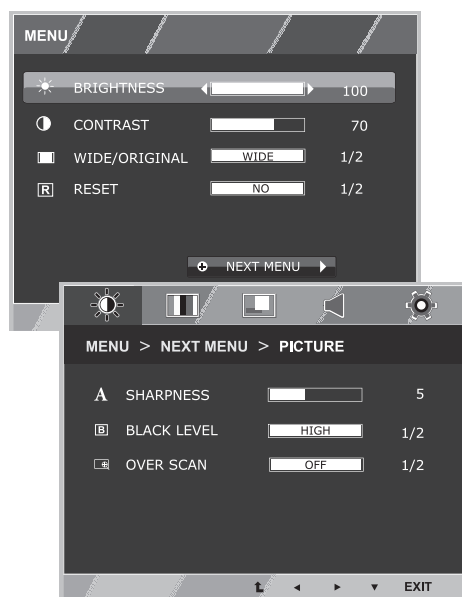 MENU
BRIGHTNESS 100
CONTRAST 70
WIDE/ORIGINAL WIDE 1/2
R RESET NO 1/2
NEXT MENU
MENU > NEXT MENU > PICTURE
A SHARPNESS 5
B BLACK LEVEL HIGH 1/2
OVER SCAN OFF 1/2
EXIT